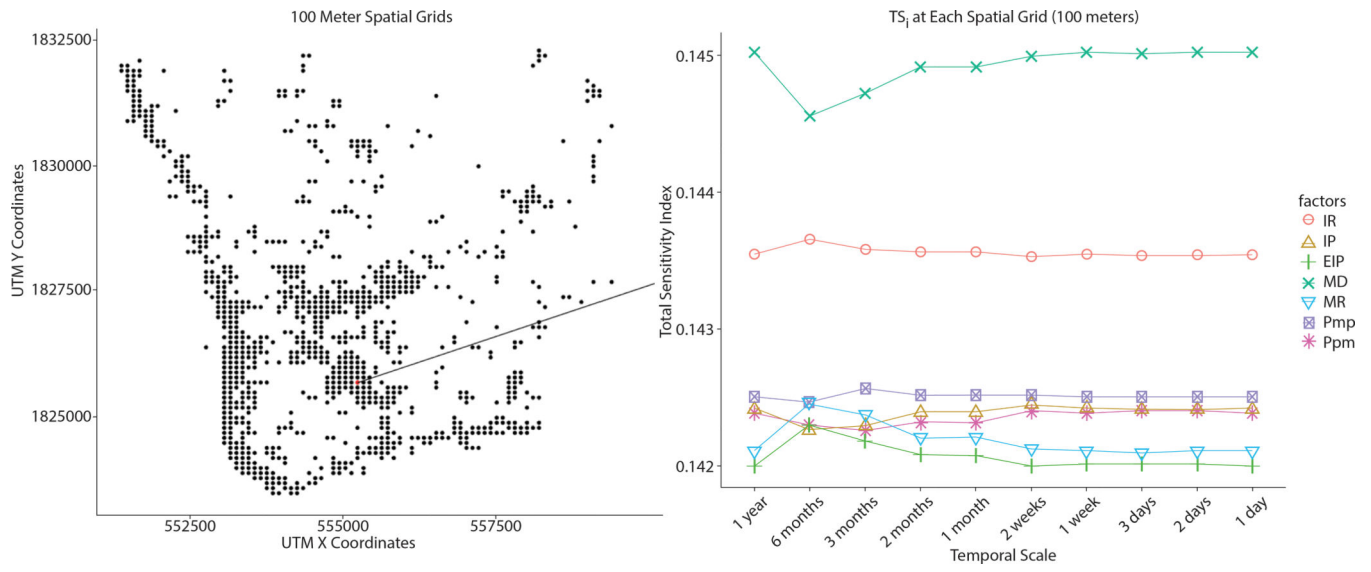 100 Meter Spatial Grids
1832500
1830000
1827500
1825000
UTM Y Coordinates
552500
555000
557500
UTM X Coordinates
TSi at Each Spatial Grid (100 meters)
0.145
0.144
0.143
0.142
Total Sensitivity Index
1 year
6 months
3 months
2 months
1 month
2 weeks
1 week
3 days
2 days
1 day
Temporal Scale
factors
IR
IP
EIP
MD
MR
Pmp
Ppm